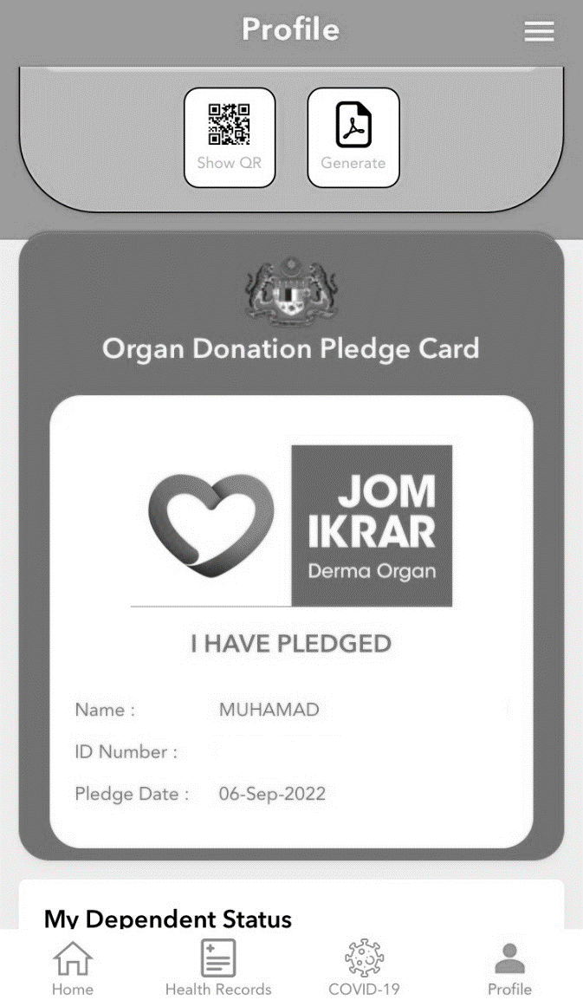 Profile
Show QR
Generate
Organ Donation Pledge Card
JOM
IKRAR
Derma Organ
I HAVE PLEDGED
Name : MUHAMAD
ID Number :
Pledge Date : 06-Sep-2022
My Dependent Status
Home
Health Records
COVID-19
Profile